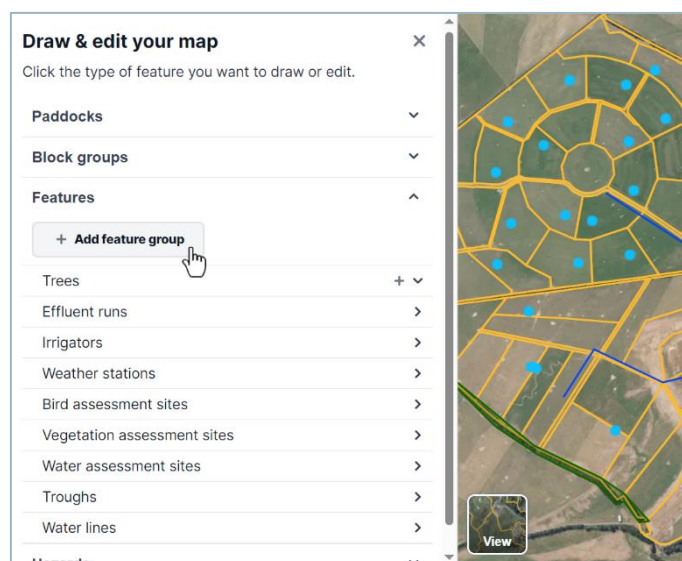 Draw & edit your map
Click the type of feature you want to draw or edit.
Paddocks
Block groups
Features
+ Add feature group
Trees
Effluent runs
Irrigators
Weather stations
Bird assessment sites
Vegetation assessment sites
Water assessment sites
Troughs
Water lines
View